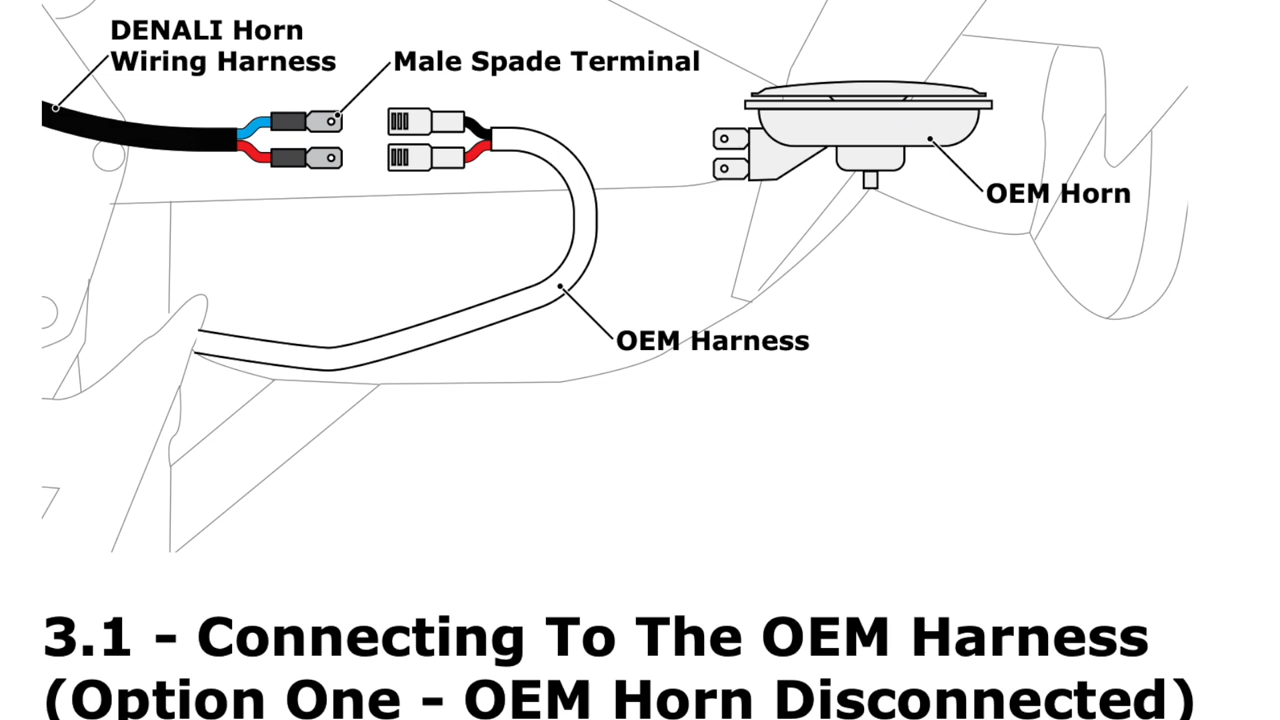 DENALI Horn
Wiring Harness
Male Spade Terminal
OEM Horn
OEM Harness
3.1 - Connecting To The OEM Harness
(Option One - OEM Horn Disconnected)